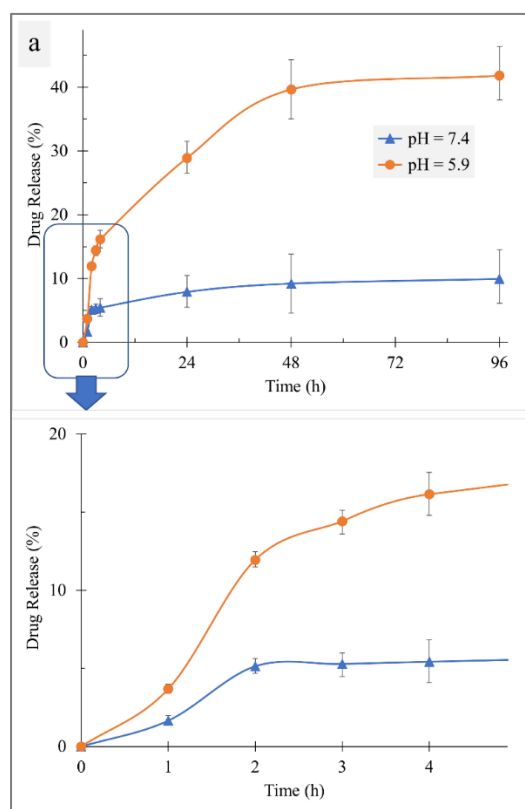 a
Drug Release (%)
40
30
20
10
0
pH = 7.4
pH = 5.9
0 24 48 72 96
Time (h)
Drug Release (%)
20
10
0
0 1 2 3 4
Time (h)